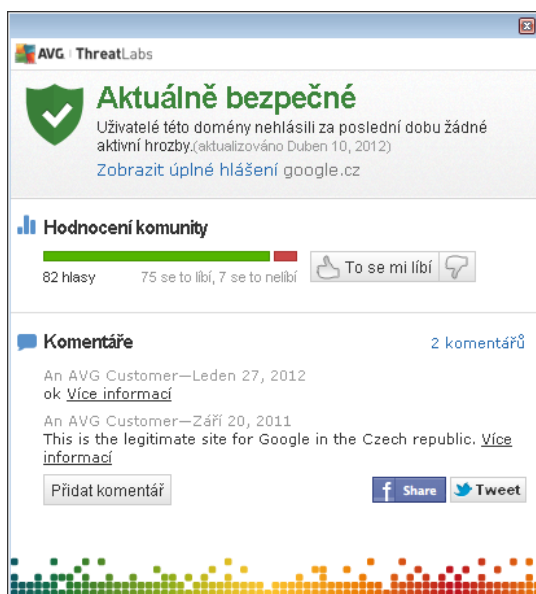 AVG ThreatLabs
Aktuálně bezpečné
Uživatelé této domény nehlásili za poslední dobu žádné
aktivní hrozby.(aktualizováno Duben 10, 2012)
Zobrazit úplné hlášení google.cz
Hodnocení komunity
82 hlasy 75 se to líbí, 7 se to nelíbí
To se mi líbí
Komentáře
2 komentářů
An AVG Customer—Leden 27, 2012
ok Více informací
An AVG Customer—Září 20, 2011
This is the legitimate site for Google in the Czech republic. Více
informací
Přidat komentář
f Share
Tweet